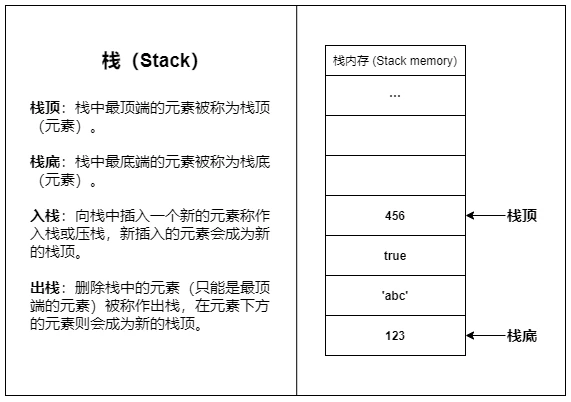 栈（Stack）
栈顶：栈中最顶端的元素被称为栈顶
（元素）。
栈底：栈中最底端的元素被称为栈底
（元素）。
入栈：向栈中插入一个新的元素称作
入栈或压栈，新插入的元素会成为新
的栈顶。
出栈：删除栈中的元素（只能是最顶
端的元素）被称作出栈，在元素下方
的元素则会成为新的栈顶。
栈内存 (Stack memory)
...
456
栈顶
true
'abc'
123
栈底